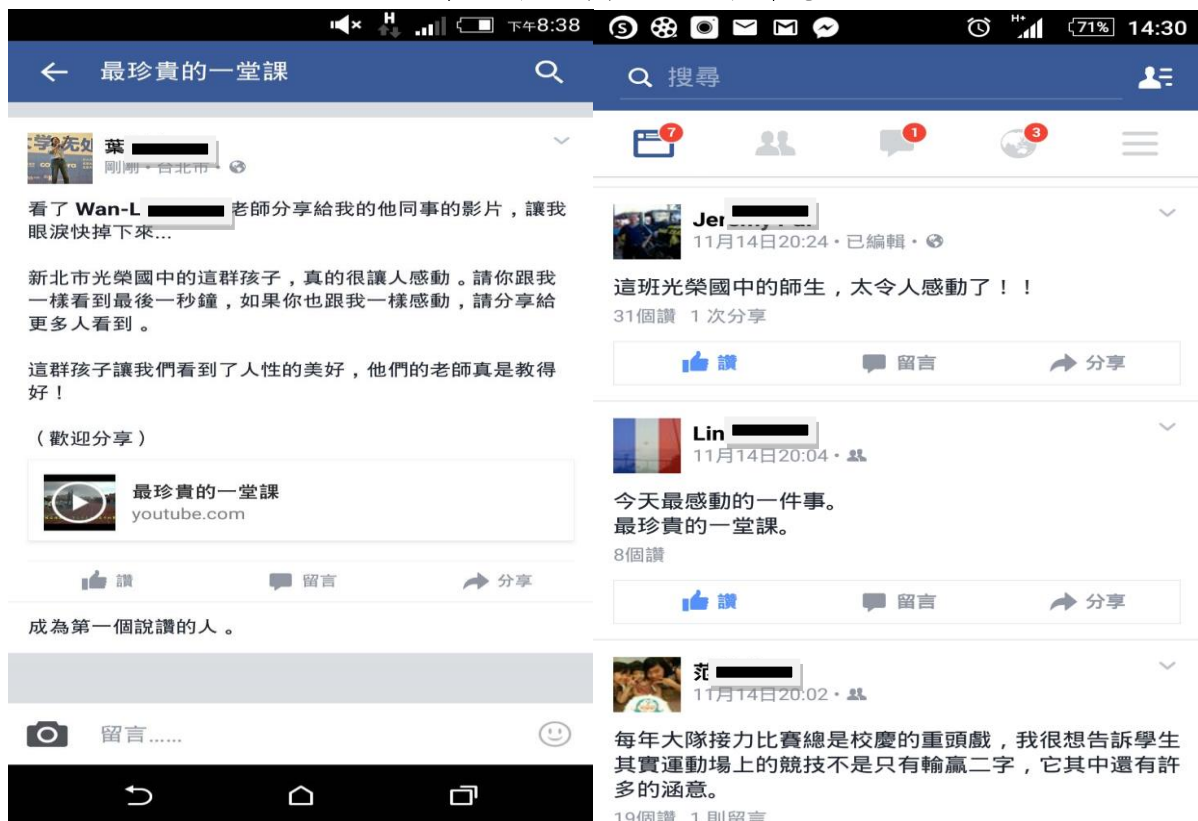 下午8:38
最珍貴的一堂課
葉
剛剛・台北市・
看了 Wan-L 老師分享給我的他同事的影片，讓我
眼淚快掉下來...
新北市光榮國中的這群孩子，真的很讓人感動。請你跟我
一樣看到最後一秒鐘，如果你也跟我一樣感動，請分享給
更多人看到。
這群孩子讓我們看到了人性的美好，他們的老師真是教得
好！
（歡迎分享）
最珍貴的一堂課
youtube.com
讚 留言 分享
成為第一個說讚的人。
留言......
71% 14:30
搜尋
7 1 3
Jer
11月14日20:24・已編輯・
這班光榮國中的師生，太令人感動了！！
31個讚 1 次分享
讚 留言 分享
Lin
11月14日20:04・
今天最感動的一件事。
最珍貴的一堂課。
8個讚
讚 留言 分享
范
11月14日20:02・
每年大隊接力比賽總是校慶的重頭戲，我很想告訴學生
其實運動場上的競技不是只有輸贏二字，它其中還有許
多的涵意。
19個讚 1 則留言